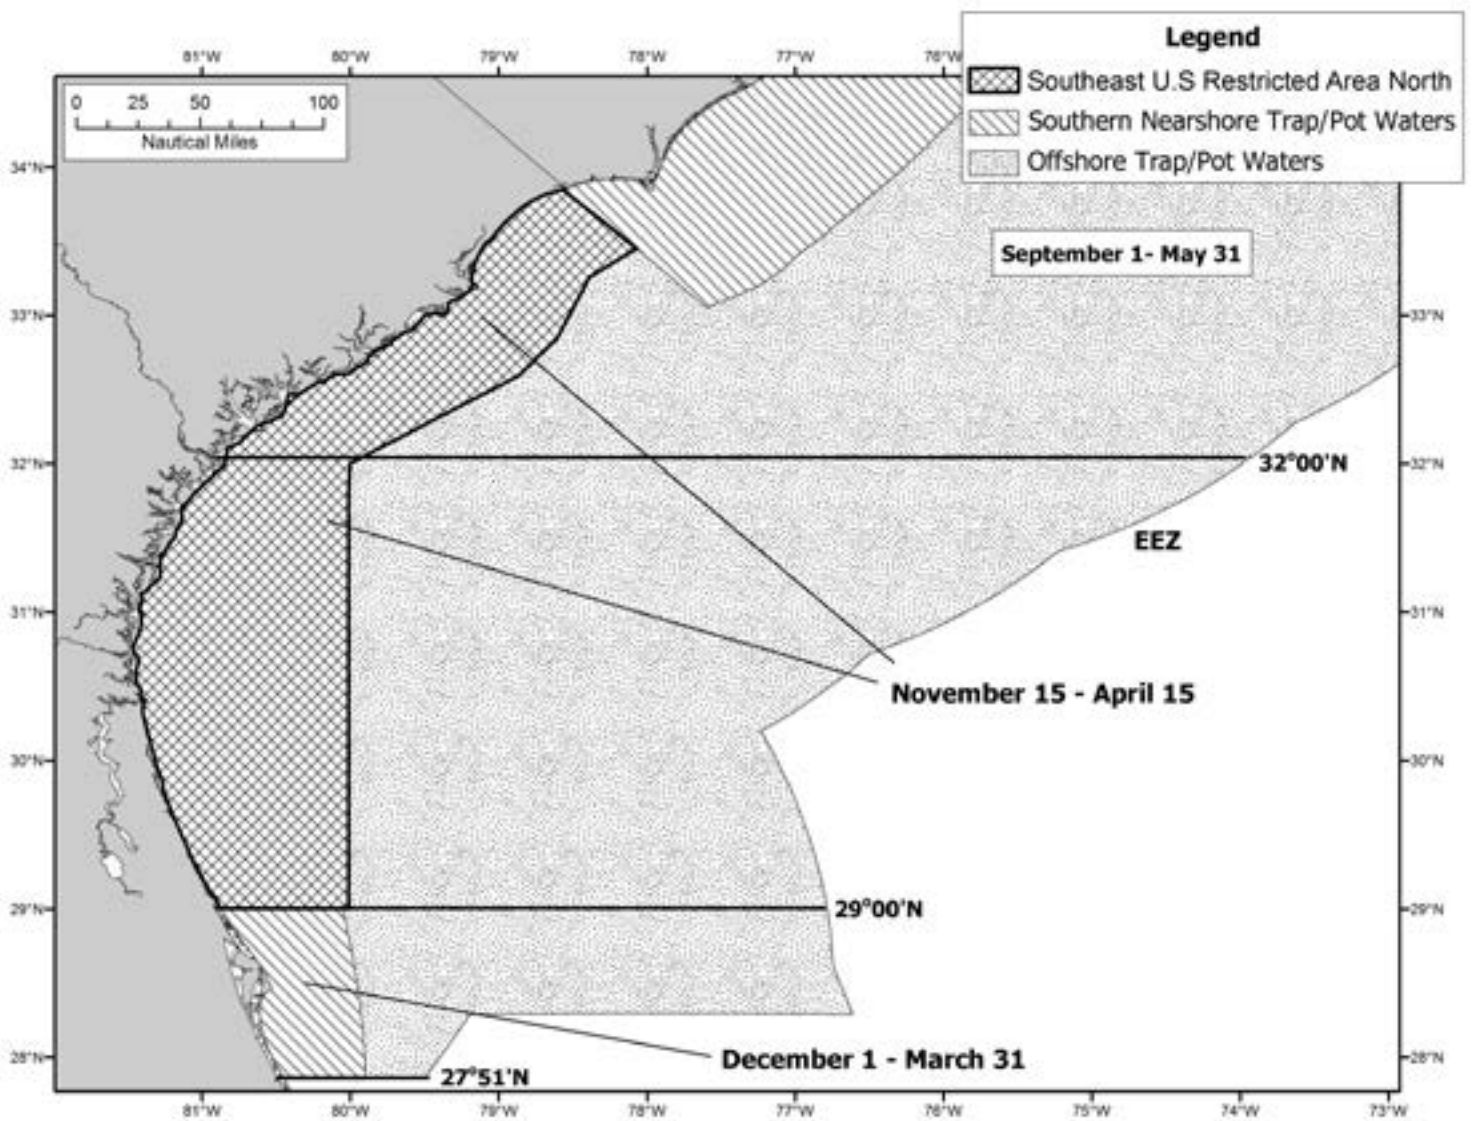 Legend
Southeast U.S Restricted Area North
Southern Nearshore Trap/Pot Waters
Offshore Trap/Pot Waters
81°W 80°W 79°W 78°W 77°W 76°W
0 25 50 100
Nautical Miles
34°N
September 1- May 31
33°N 33°N
32°N 32°00'N 32°N
EEZ
31°N 31°N
November 15 - April 15
30°N 30°N
29°N 29°00'N 29°N
28°N December 1 - March 31 28°N
27°51'N
81°W 80°W 79°W 78°W 77°W 76°W 75°W 74°W 73°W